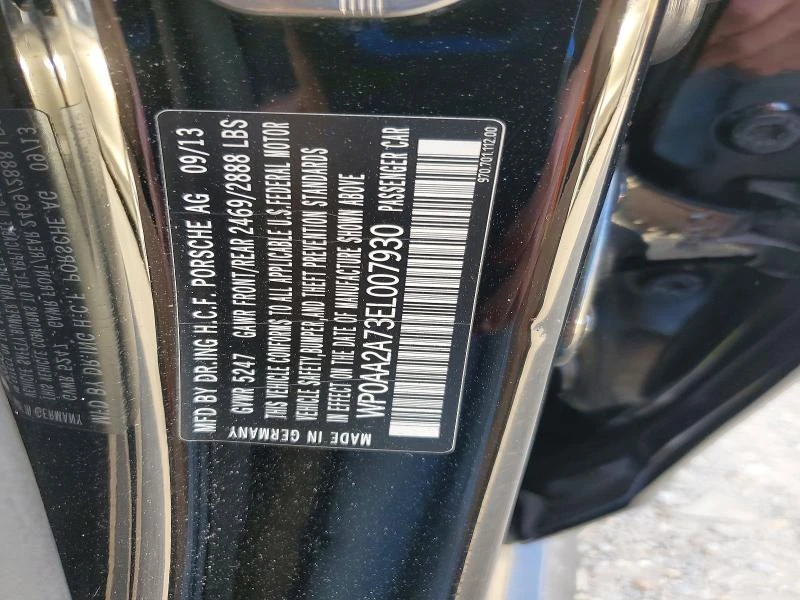 MFD BY DR.ING H.C.F. PORSCHE AG 09/13
GVWR 5247 GAWR FRONT/REAR 2469/2888 LBS
THIS VEHICLE CONFORMS TO ALL APPLICABLE U.S.FEDERAL MOTOR
VEHICLE SAFETY,BUMPER AND THEFT PREVENTION STANDARDS
IN EFFECT ON THE DATE OF MANUFACTURE SHOWN ABOVE
WP0AA2A73EL007930 PASSENGER CAR
MADE IN GERMANY
970.701.112.00